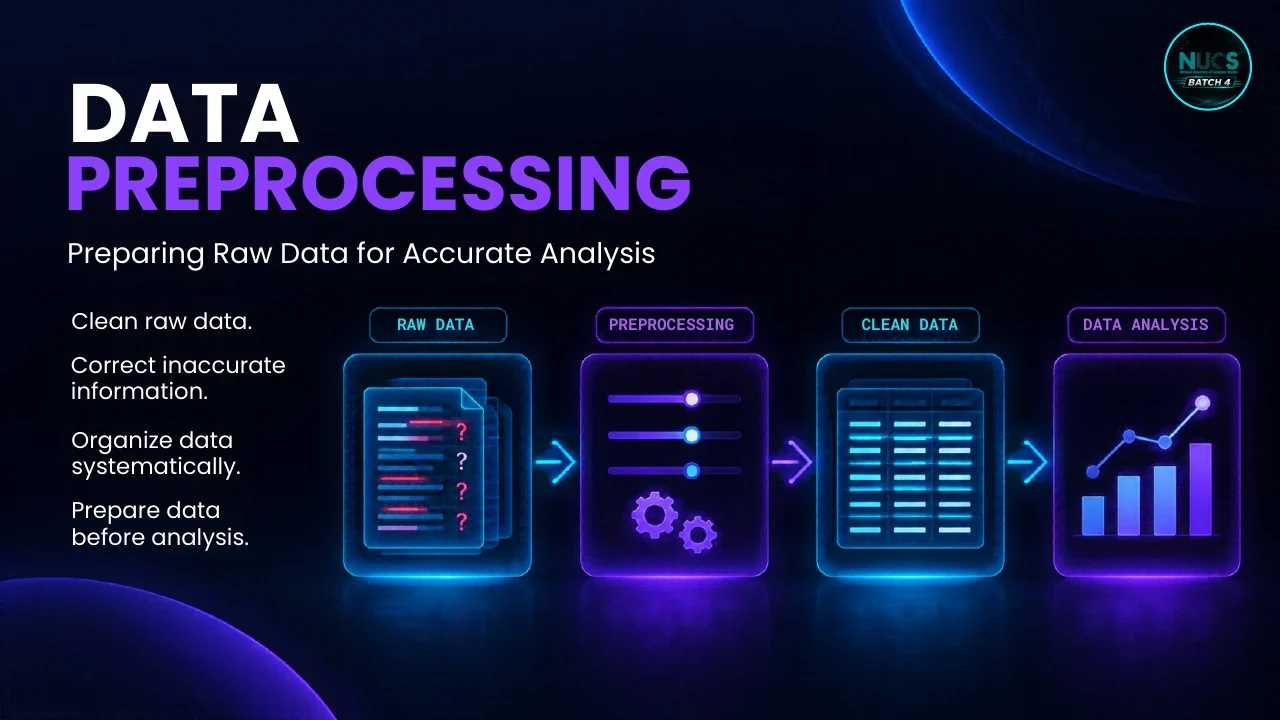 NUCS
BATCH 4
DATA
PREPROCESSING
Preparing Raw Data for Accurate Analysis
Clean raw data.
Correct inaccurate
information.
Organize data
systematically.
Prepare data
before analysis.
RAW DATA
PREPROCESSING
CLEAN DATA
DATA ANALYSIS
?
?
?
?